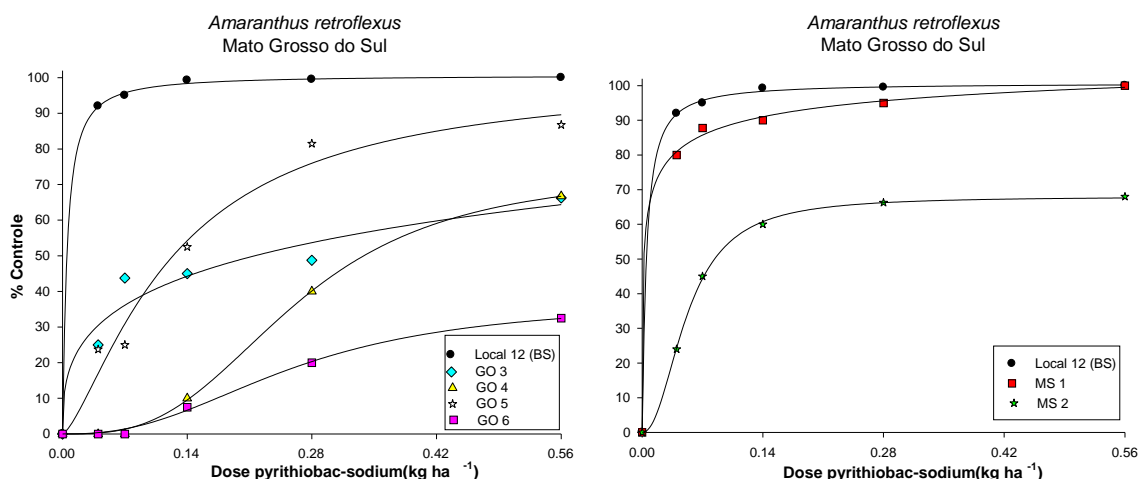 Amaranthus retroflexus
Mato Grosso do Sul
% Controle
100
90
80
70
60
50
40
30
20
10
0
0.00
0.14
0.28
0.42
0.56
Dose pyrithiobac-sodium(kg ha ⁻¹)
Local 12 (BS)
GO 3
GO 4
GO 5
GO 6
Amaranthus retroflexus
Mato Grosso do Sul
100
90
80
70
60
50
40
30
20
10
0
0.00
0.14
0.28
0.42
0.56
Dose pyrithiobac-sodium(kg ha ⁻¹)
Local 12 (BS)
MS 1
MS 2